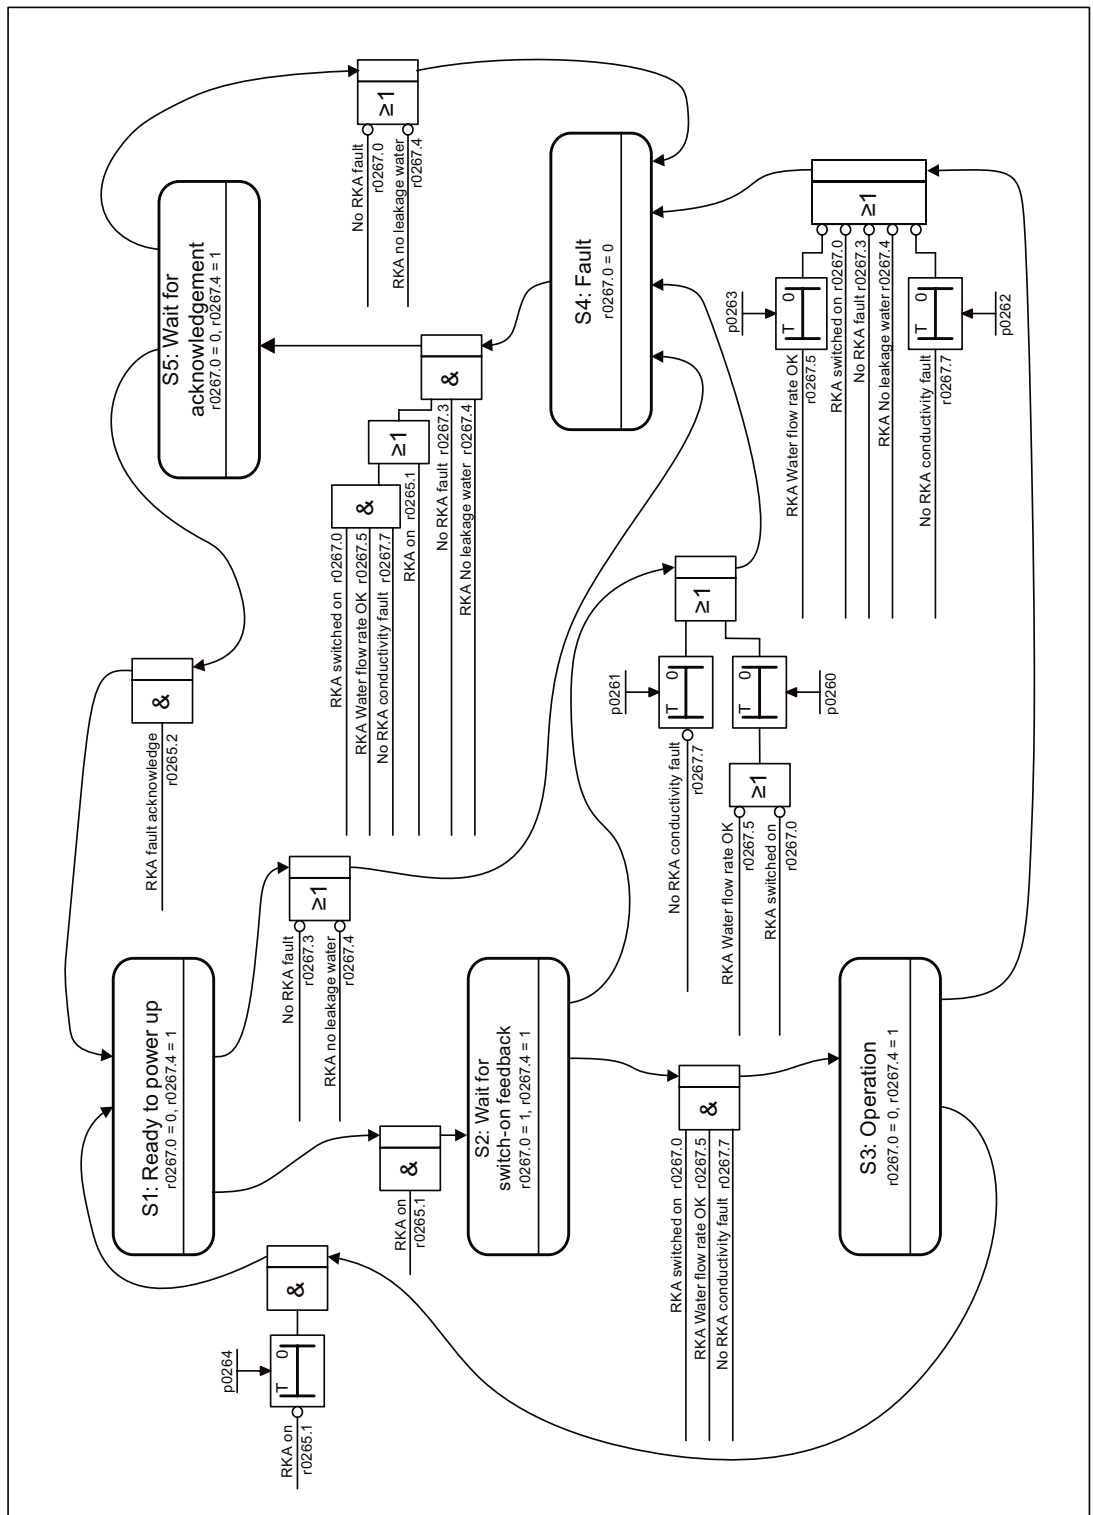 S1: Ready to power up
r0267.0 = 0, r0267.4 = 1
S5: Wait for
acknowledgement
r0267.0 = 0, r0267.4 = 1
RKA fault acknowledge
r0265.2
&
No RKA fault
r0267.0
RKA no leakage water
r0267.4
≥1
p0264
T 0
RKA on
r0265.1
&
No RKA fault
r0267.3
RKA no leakage water
r0267.4
≥1
RKA switched on r0267.0
RKA Water flow rate OK r0267.5
No RKA conductivity fault r0267.7
&
RKA on r0265.1
≥1
No RKA fault r0267.3
RKA No leakage water r0267.4
&
RKA on
r0265.1
&
S2: Wait for
switch-on feedback
r0267.0 = 1, r0267.4 = 1
S4: Fault
r0267.0 = 0
p0261
T 0
No RKA conductivity fault
r0267.7
≥1
T 0
p0260
≥1
RKA Water flow rate OK
r0267.5
RKA switched on
r0267.0
RKA switched on r0267.0
RKA Water flow rate OK r0267.5
No RKA conductivity fault r0267.7
&
p0263
T 0
RKA Water flow rate OK
r0267.5
RKA switched on r0267.0
No RKA fault r0267.3
RKA No leakage water r0267.4
≥1
T 0
No RKA conductivity fault
r0267.7
p0262
S3: Operation
r0267.0 = 0, r0267.4 = 1